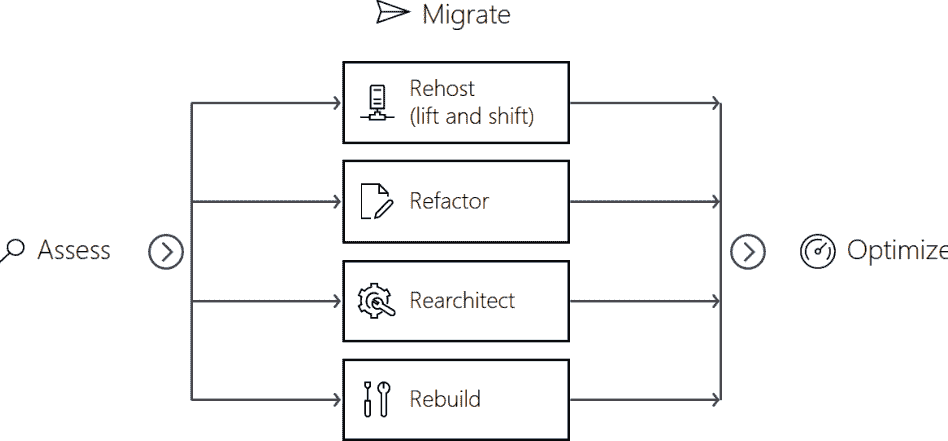 Migrate
Rehost
(lift and shift)
Refactor
Assess
Optimize
Rearchitect
Rebuild